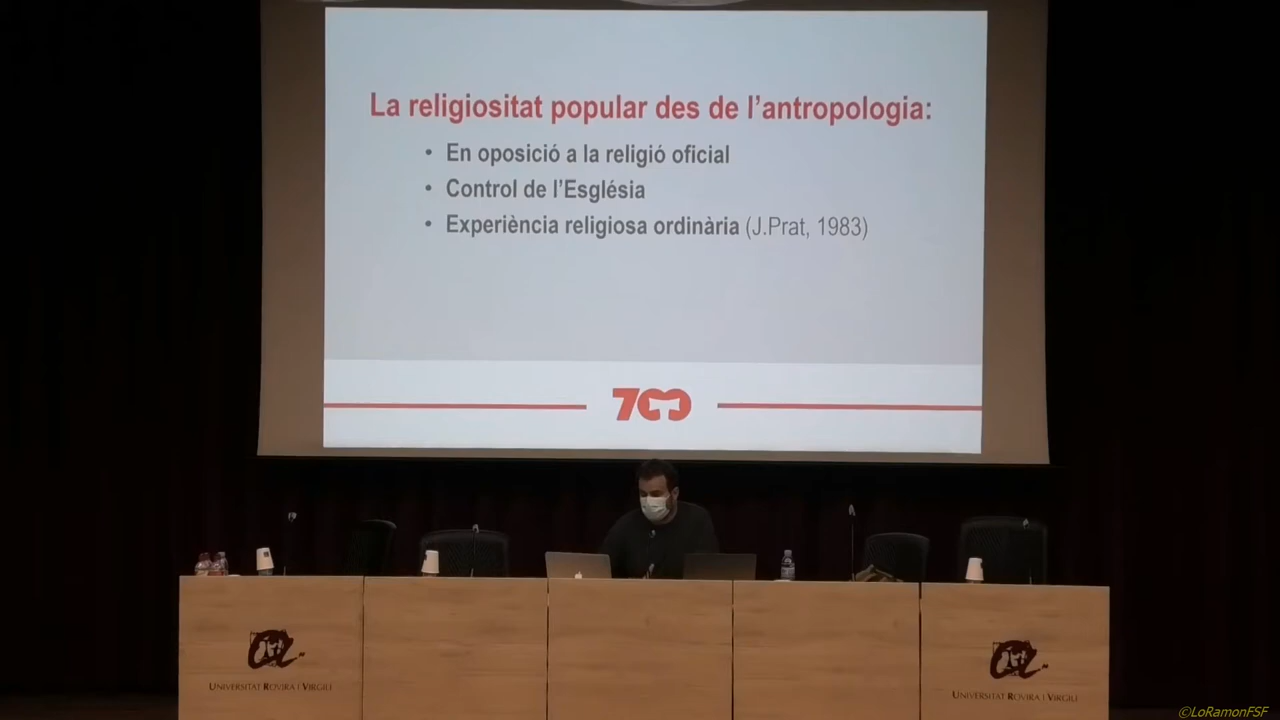 La religiositat popular des de l'antropologia:
• En oposició a la religió oficial
• Control de l'Església
• Experiència religiosa ordinària (J.Prat, 1983)
700
UNIVERSITAT ROVIRA I VIRGILI
UNIVERSITAT ROVIRA I VIRGILI
©LoRamonFSF